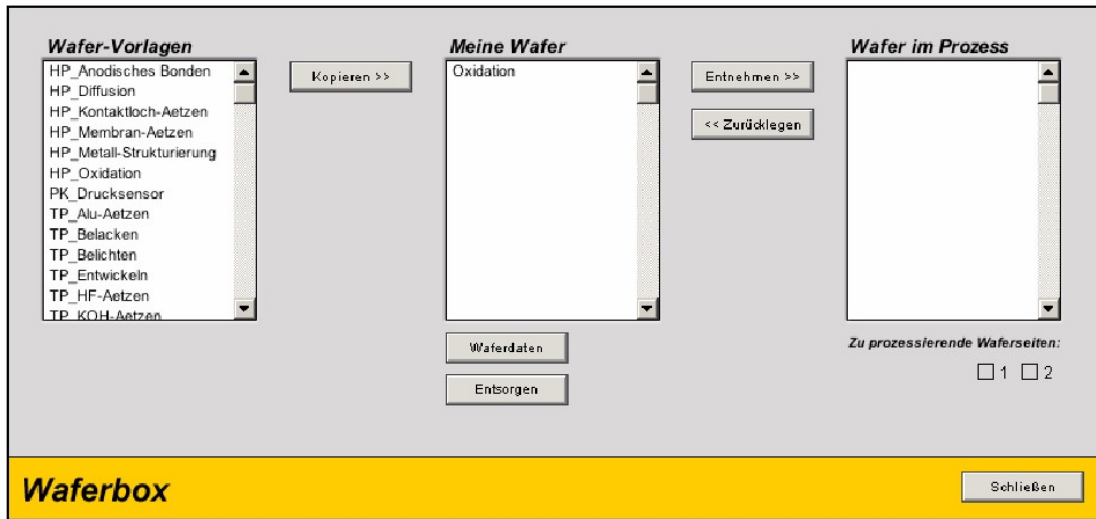 Wafer-Vorlagen
HP_Anodisches Bonden
HP_Diffusion
HP_Kontaktloch-Aetzen
HP_Membran-Aetzen
HP_Metall-Strukturierung
HP_Oxidation
PK_Drucksensor
TP_Alu-Aetzen
TP_Belacken
TP_Belichten
TP_Entwickeln
TP_HF-Aetzen
TP_KOH-Aetzen
Kopieren >>
Meine Wafer
Oxidation
Waferdaten
Entsorgen
Entnehmen >>
<< Zurücklegen
Wafer im Prozess
Zu prozessierende Waferseiten:
1 2
Waferbox
Schließen